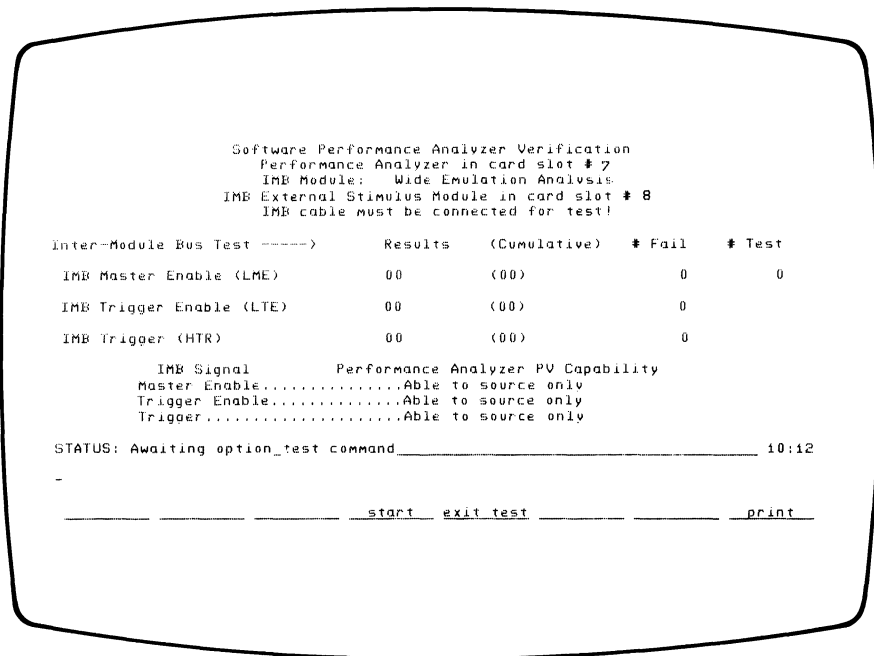 Software Performance Analyzer Verification
Performance Analyzer in card slot # 7
IMB Module: Wide Emulation Analysis
IMB External Stimulus Module in card slot # 8
IMB cable must be connected for test!
Inter-Module Bus Test -----> Results (Cumulative) # Fail # Test
IMB Master Enable (LME) 00 (00) 0 0
IMB Trigger Enable (LTE) 00 (00) 0
IMB Trigger (HTR) 00 (00) 0
IMB Signal Performance Analyzer PV Capability
Master Enable................Able to source only
Trigger Enable...............Able to source only
Trigger......................Able to source only
STATUS: Awaiting option_test command 10:12
start exit test print